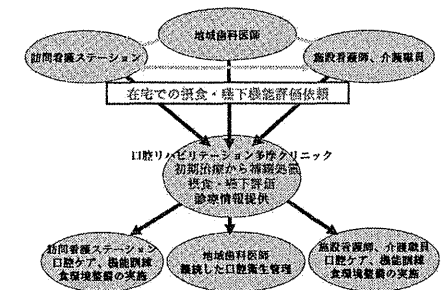 地域歯科医師
訪問看護ステーション
施設看護師、介護職員
在宅での摂食・嚥下機能評価依頼
口腔リハビリテーション多摩クリニック
初期治療から補綴処置
摂食・嚥下評価
診療情報提供
訪問看護ステーション
口腔ケア、機能訓練
食環境整備の実施
地域歯科医師
継続した口腔衛生管理
施設看護師、介護職員
口腔ケア、機能訓練
食環境整備の実施